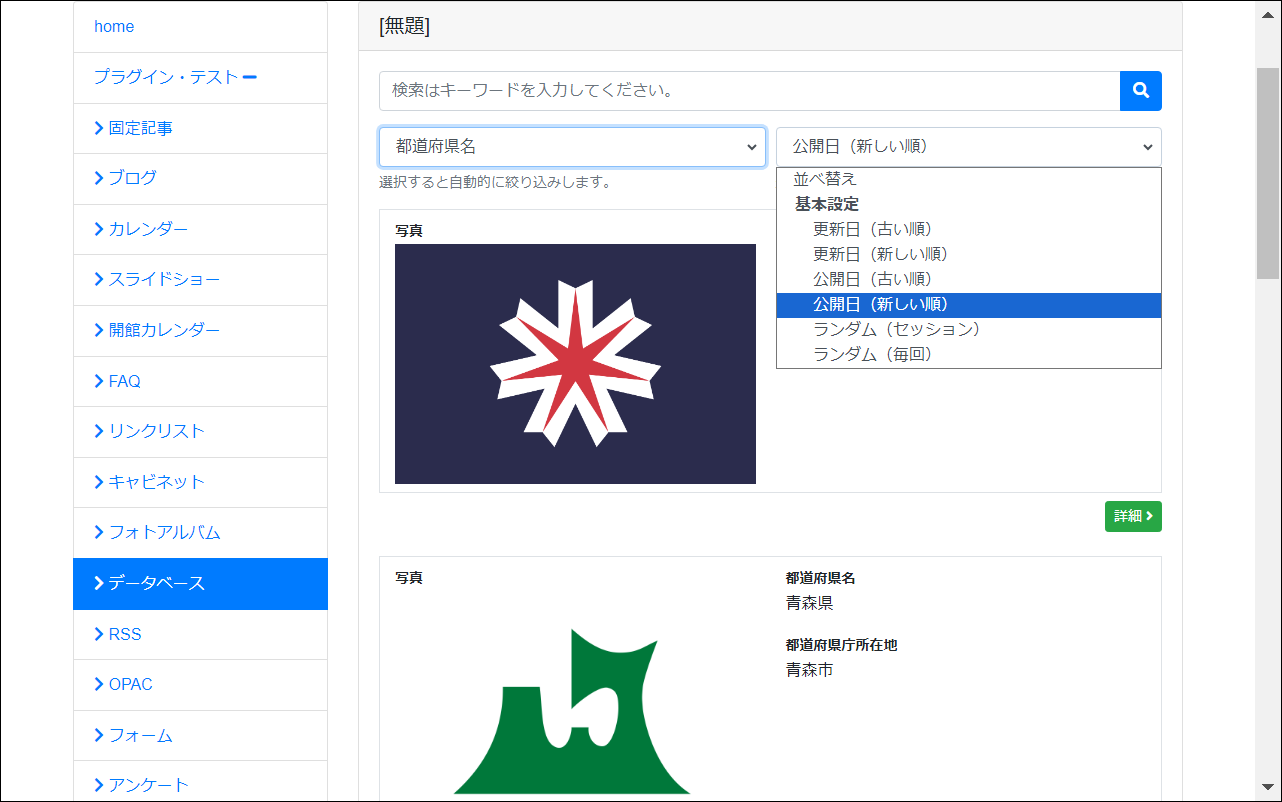 home
プラグイン・テスト
固定記事
ブログ
カレンダー
スライドショー
開館カレンダー
FAQ
リンクリスト
キャビネット
フォトアルバム
データベース
RSS
OPAC
フォーム
アンケート
[無題]
検索はキーワードを入力してください。
都道府県名
公開日（新しい順）
選択すると自動的に絞り込みします。
並べ替え
基本設定
更新日（古い順）
更新日（新しい順）
公開日（古い順）
公開日（新しい順）
ランダム（セッション）
ランダム（毎回）
写真
詳細
写真
都道府県名
青森県
都道府県庁所在地
青森市